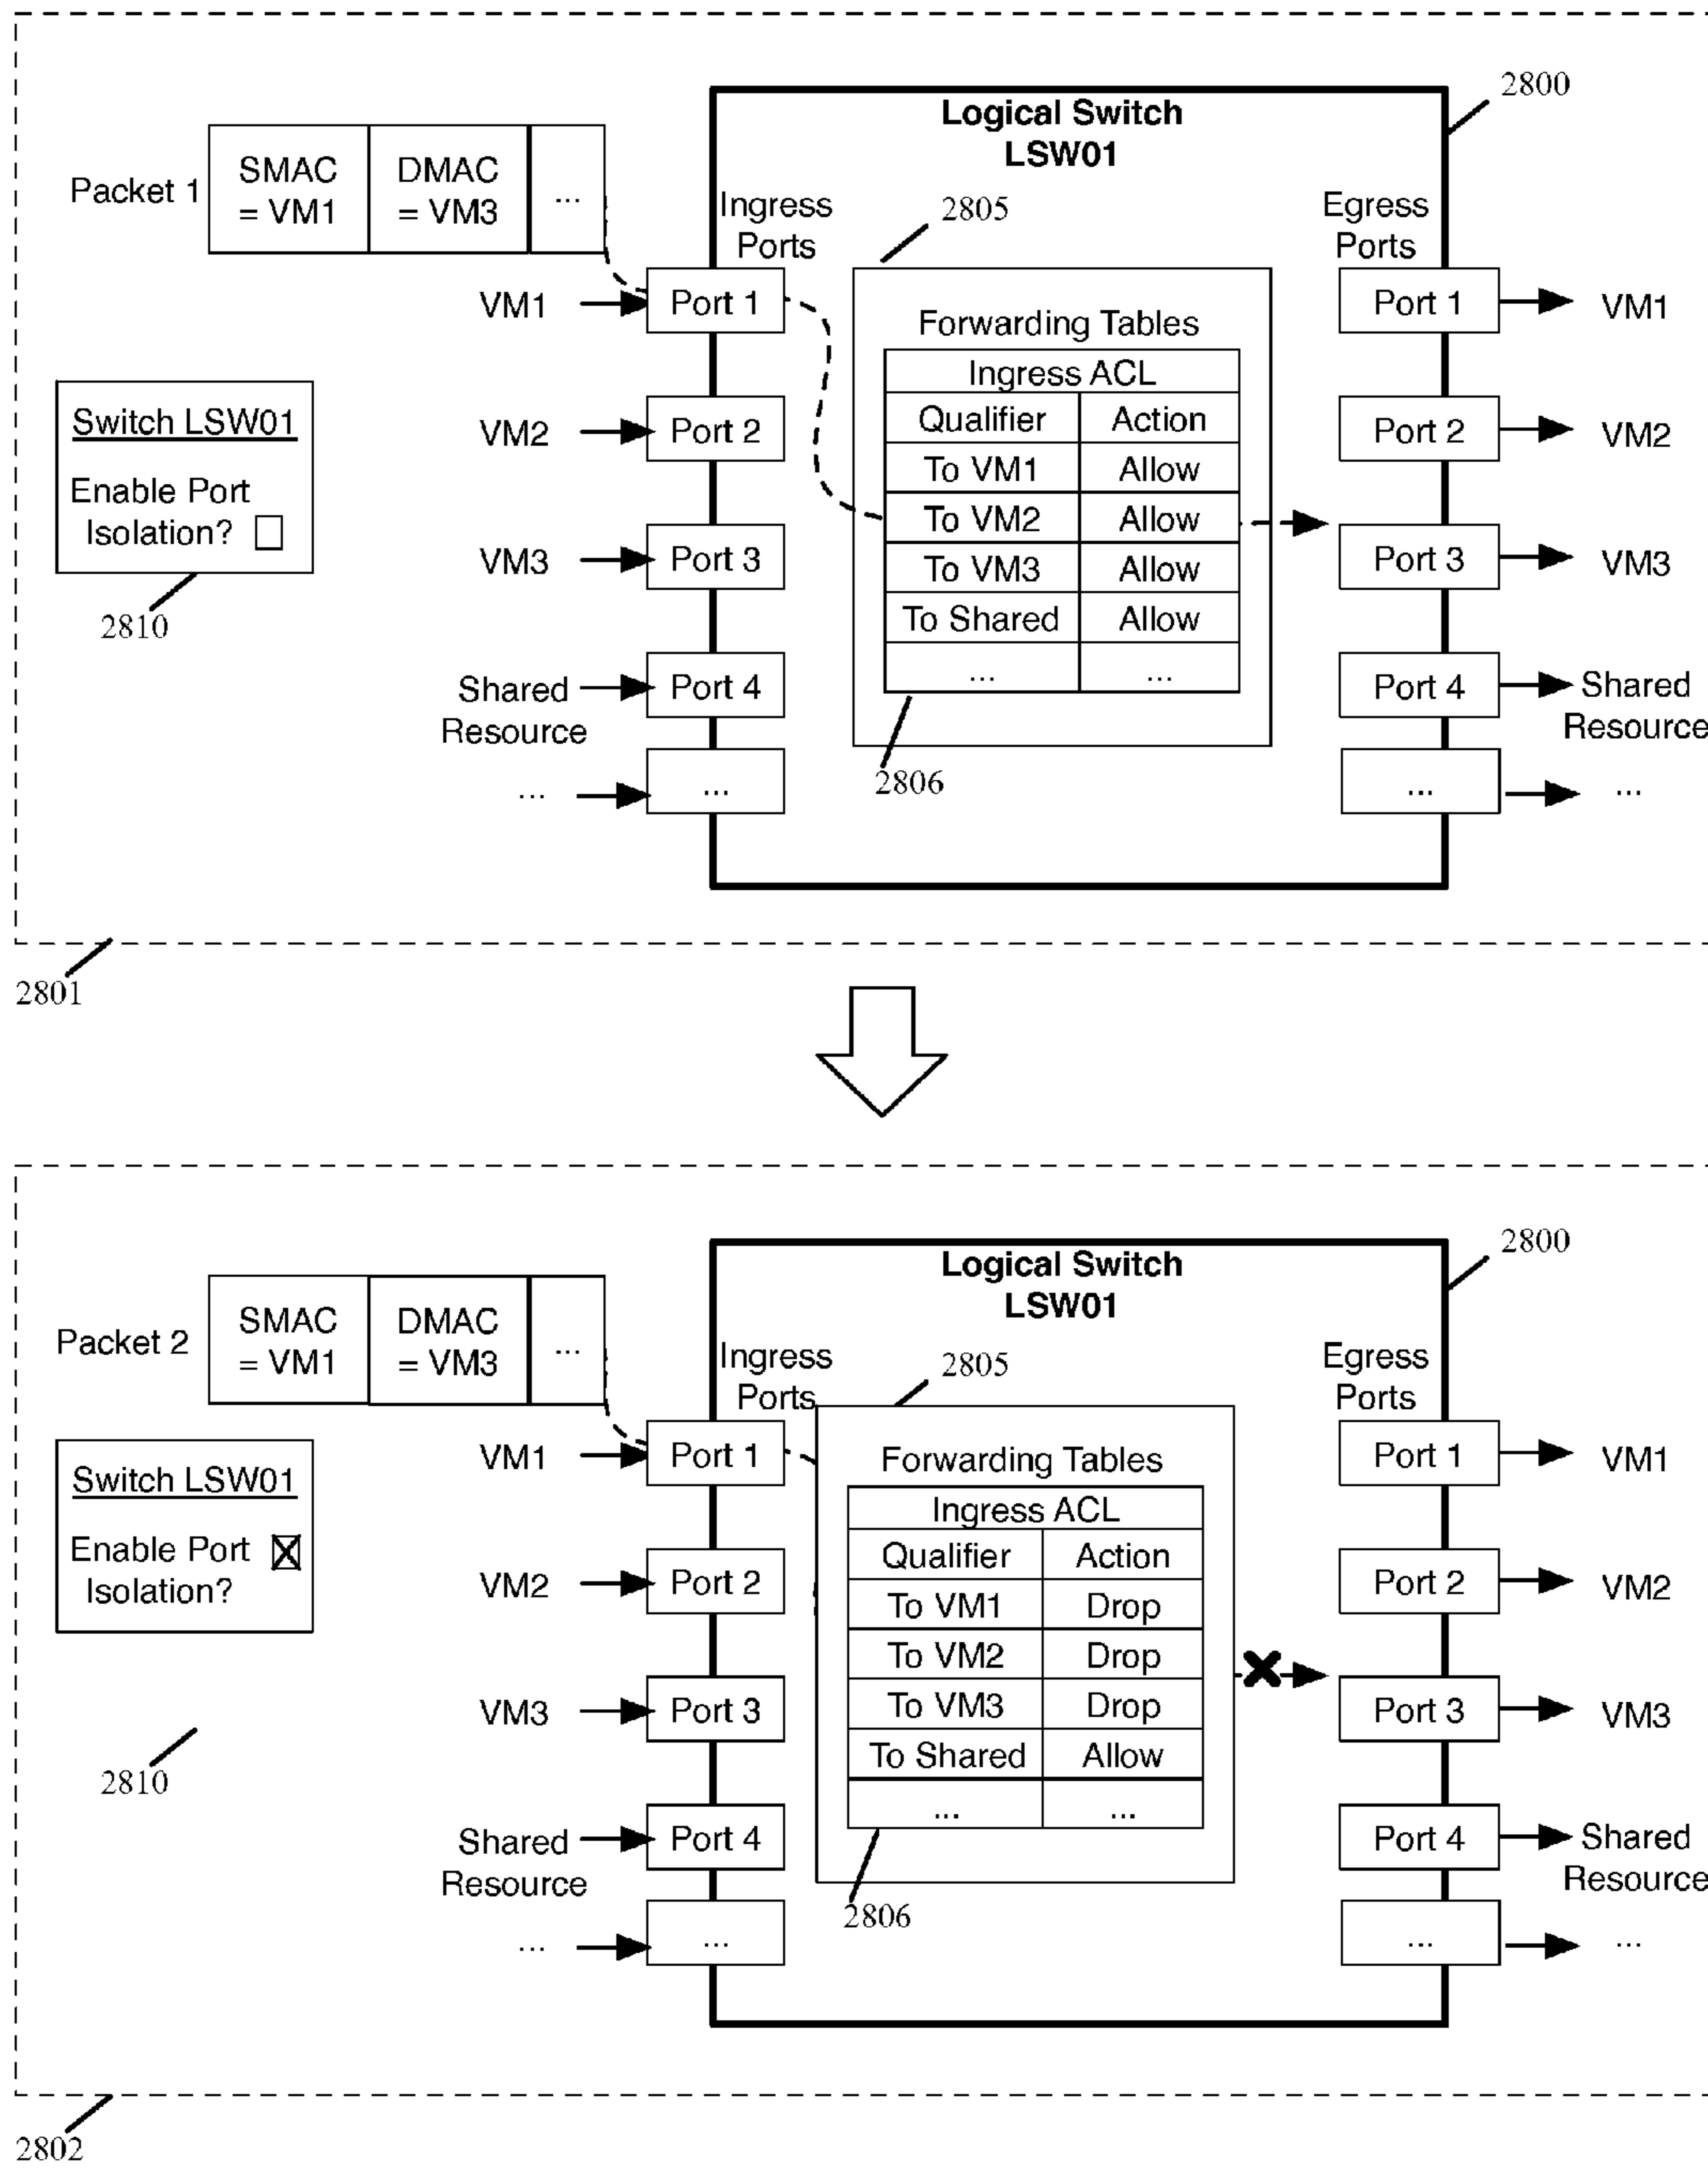 2800
Logical Switch
LSW01
Packet 1
SMAC
= VM1
DMAC
= VM3
...
Ingress
Ports
2805
Egress
Ports
VM1
Port 1
Forwarding Tables
Port 1
VM1
Ingress ACL
Qualifier
Action
Switch LSW01
Enable Port
Isolation?
VM2
Port 2
To VM1
Allow
Port 2
VM2
To VM2
Allow
VM3
Port 3
To VM3
Allow
Port 3
VM3
2810
To Shared
Allow
Shared
Resource
Port 4
...
...
Port 4
Shared
Resource
2806
...
...
...
...
2801
2800
Logical Switch
LSW01
Packet 2
SMAC
= VM1
DMAC
= VM3
...
Ingress
Ports
2805
Egress
Ports
VM1
Port 1
Forwarding Tables
Port 1
VM1
Switch LSW01
Enable Port
Isolation?
Ingress ACL
Qualifier
Action
VM2
Port 2
To VM1
Drop
Port 2
VM2
To VM2
Drop
VM3
Port 3
To VM3
Drop
Port 3
VM3
2810
To Shared
Allow
Shared
Resource
Port 4
...
...
Port 4
Shared
Resource
2806
...
...
...
...
2802